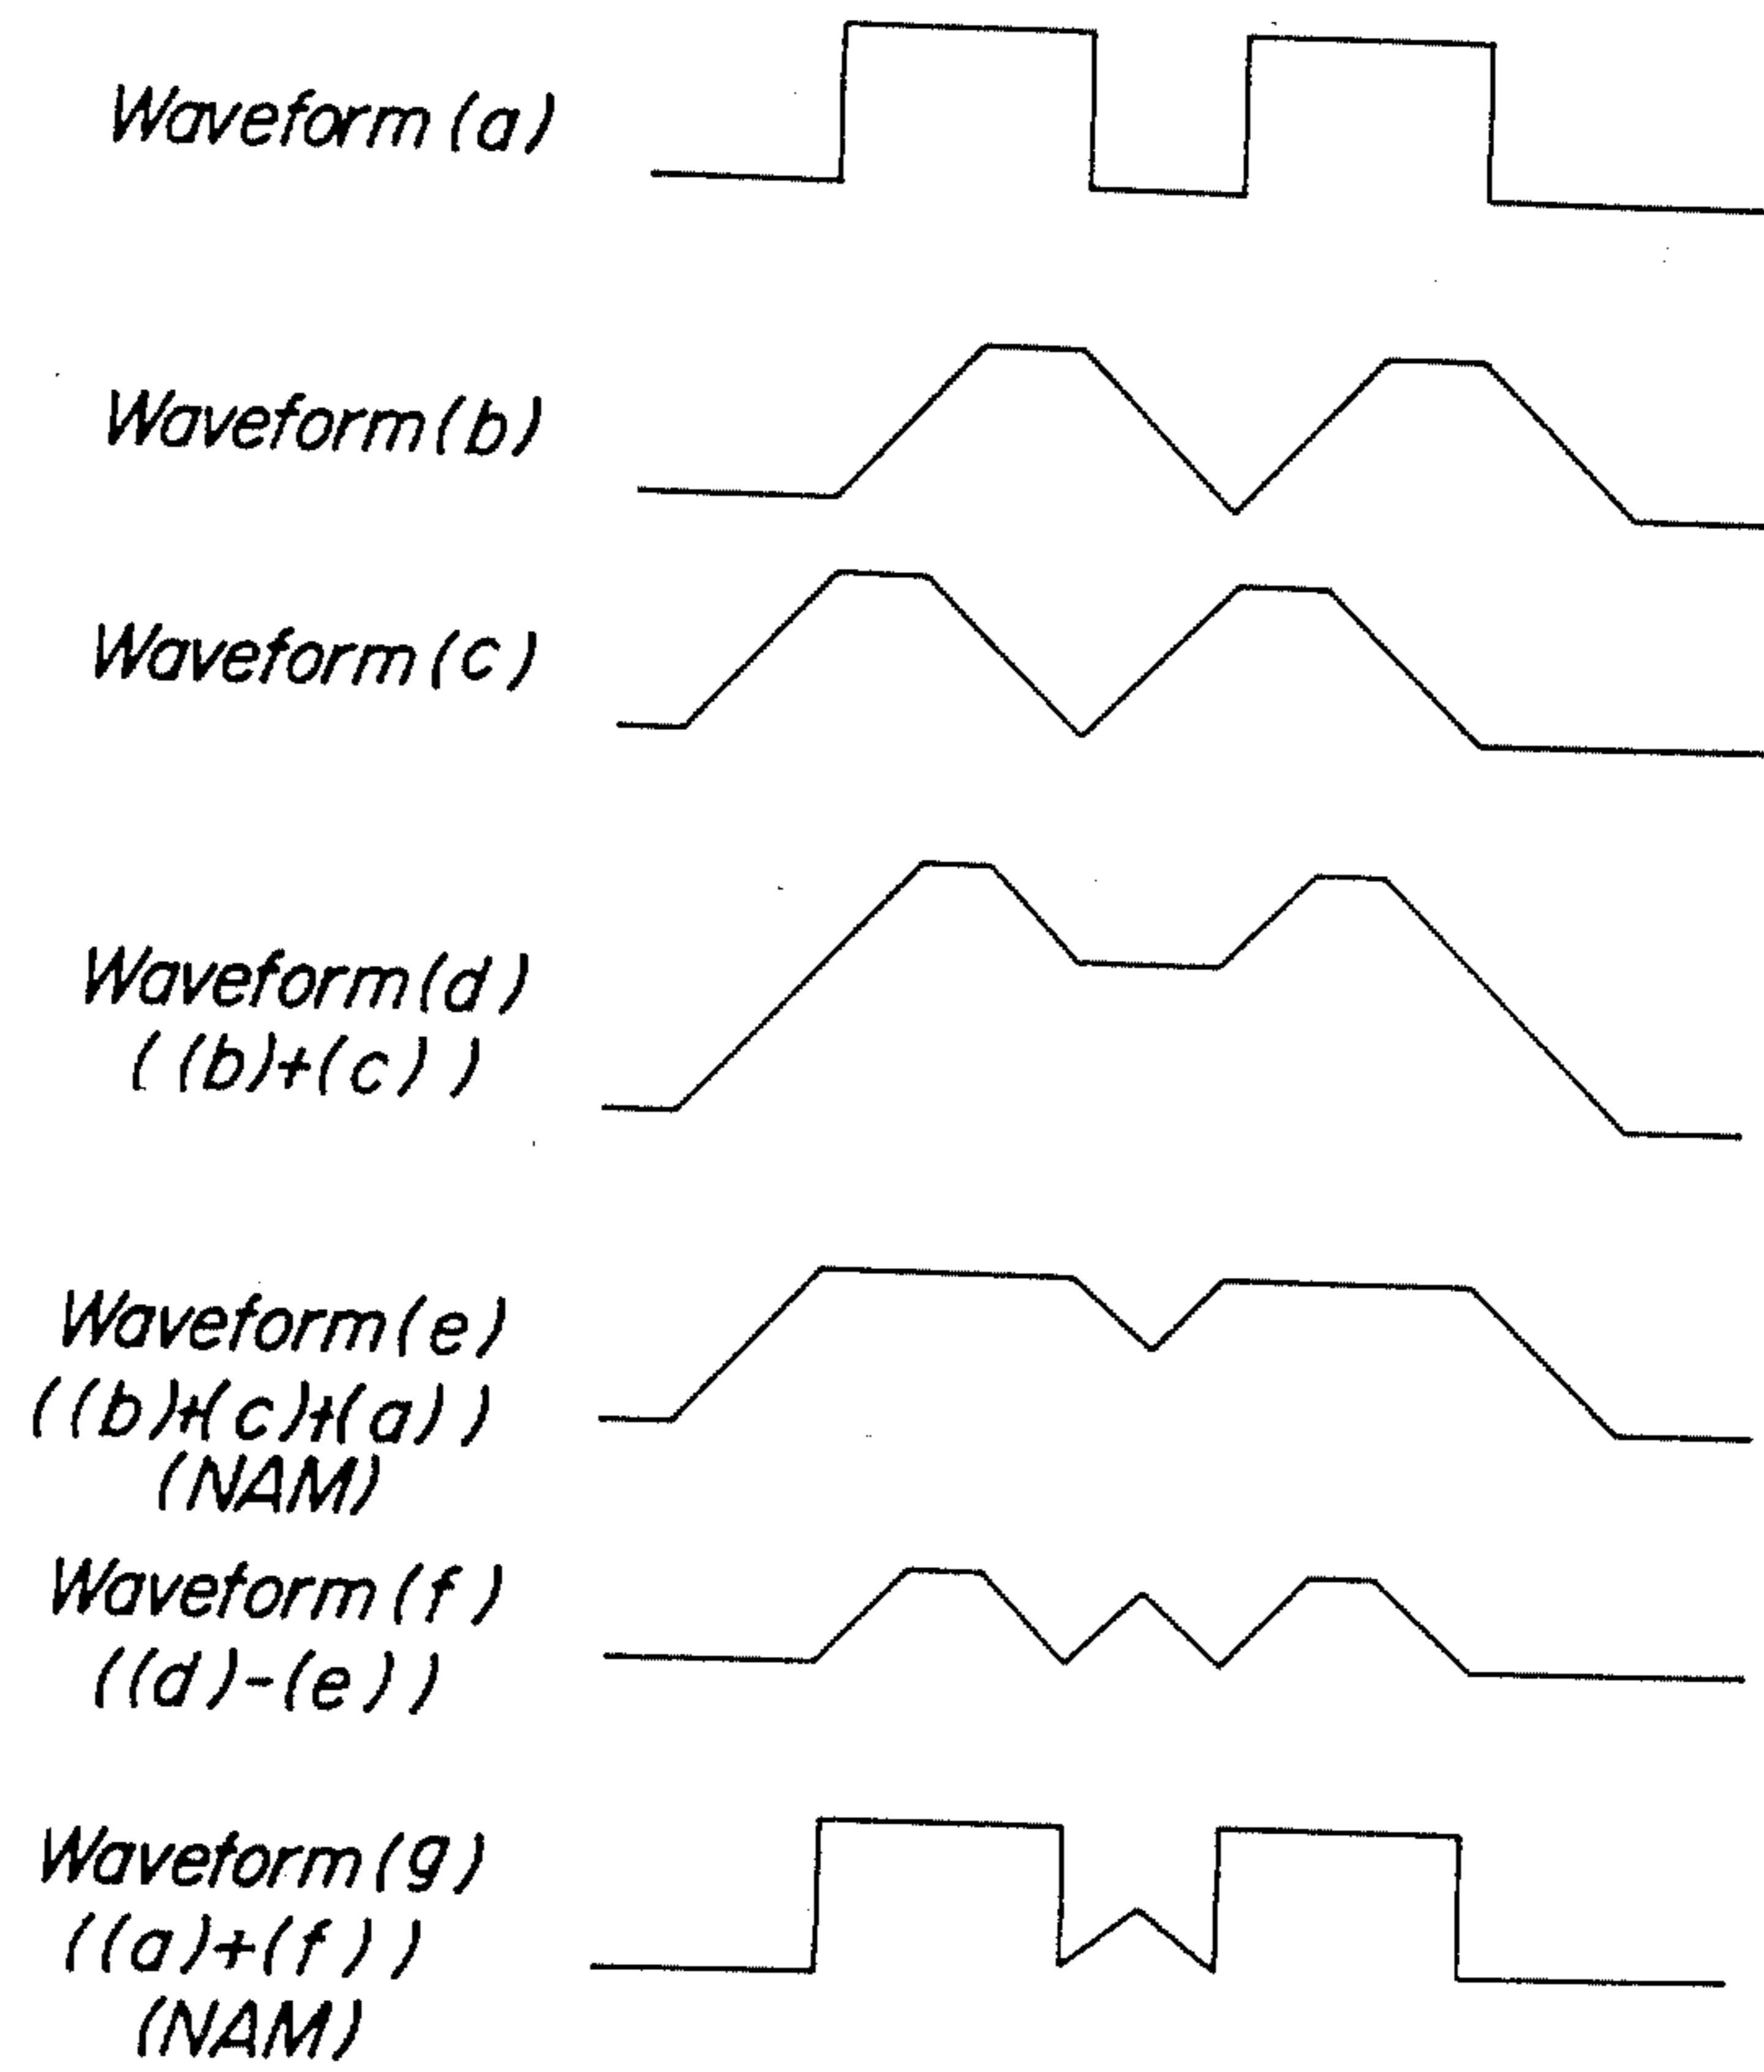 Waveform (a)
Waveform (b)
Waveform (c)
Waveform (d)
((b)+(c))
Waveform (e)
((b)+(c)+(a))
(NAM)
Waveform (f)
((d)-(e))
Waveform (g)
((a)+(f))
(NAM)